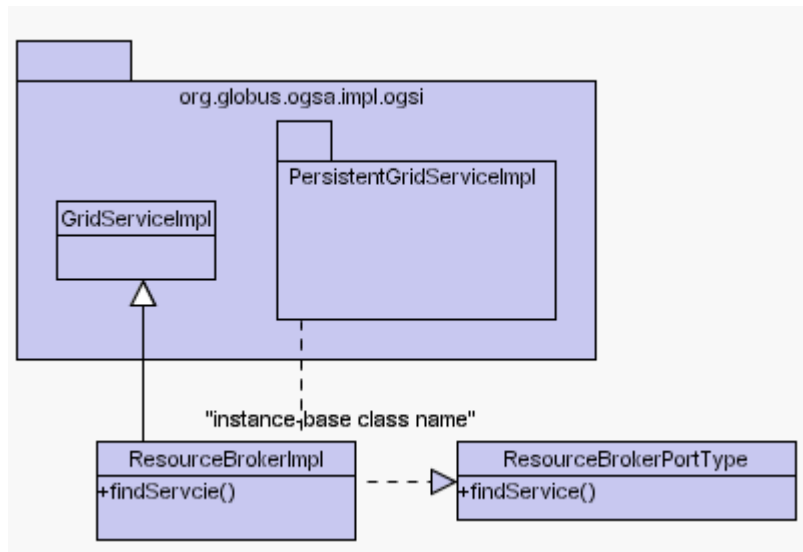 org.globus.ogsa.impl.ogsi
PersistentGridServiceImpl
GridServiceImpl
"instance-base class name"
ResourceBrokerImpl
+findServcie()
ResourceBrokerPortType
+findService()